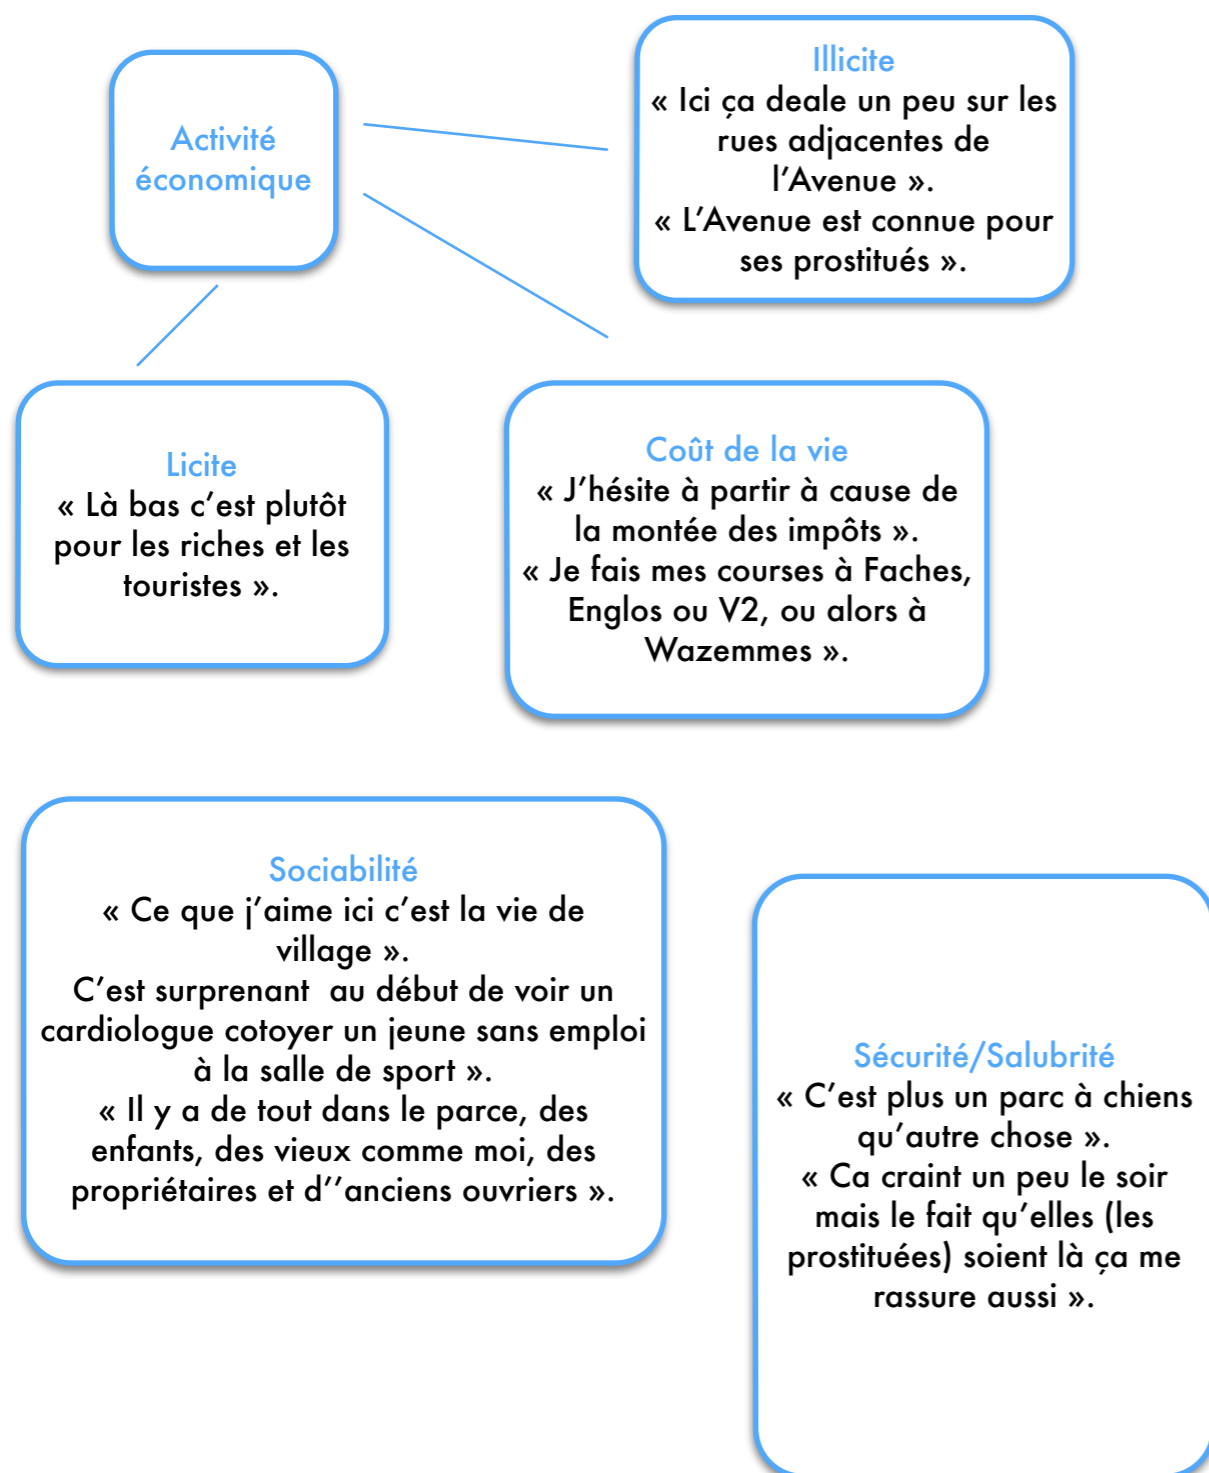 Activité
économique
Illicite
« Ici ça deale un peu sur les
rues adjacentes de
l’Avenue ».
« L’Avenue est connue pour
ses prostitués ».
Licite
« Là bas c’est plutôt
pour les riches et les
touristes ».
Coût de la vie
« J’hésite à partir à cause de
la montée des impôts ».
« Je fais mes courses à Faches,
Englos ou V2, ou alors à
Wazemmes ».
Sociabilité
« Ce que j’aime ici c’est la vie de
village ».
C’est surprenant  au début de voir un
cardiologue cotoyer un jeune sans emploi
à la salle de sport ».
« Il y a de tout dans le parce, des
enfants, des vieux comme moi, des
propriétaires et d’’anciens ouvriers ».
Sécurité/Salubrité
« C’est plus un parc à chiens
qu’autre chose ».
« Ca craint un peu le soir
mais le fait qu’elles (les
prostituées) soient là ça me
rassure aussi ».